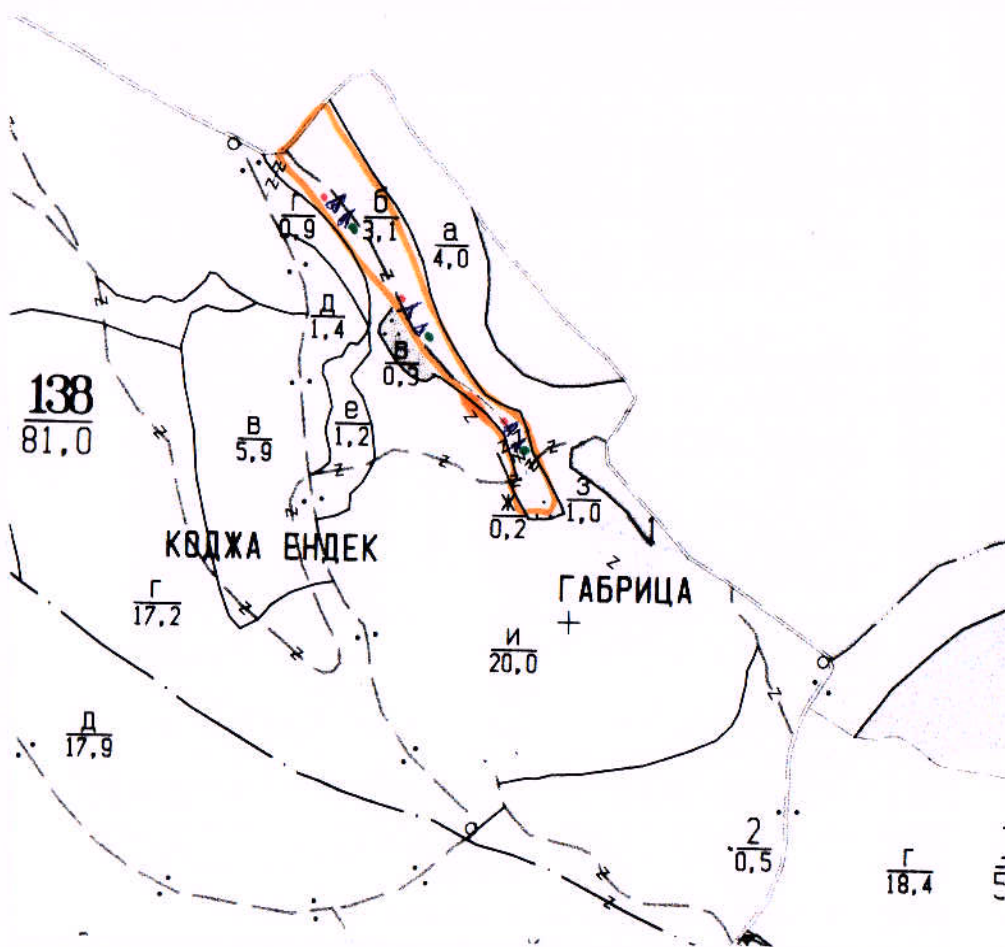 б
3,1
г
0,9
а
4,0
д
1,4
в
0,3
138
81,0
в
5,9
е
1,2
ж
0,2
з
1,0
1
КОДЖА ЕНДЕК
ГАБРИЦА
г
17,2
и
20,0
д
17,9
2
0,5
г
18,4